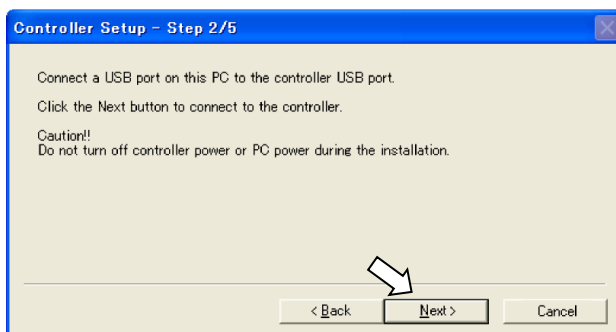 Controller Setup - Step 2/5
Connect a USB port on this PC to the controller USB port.
Click the Next button to connect to the controller.
Caution!!
Do not turn off controller power or PC power during the installation.
< Back
Next >
Cancel